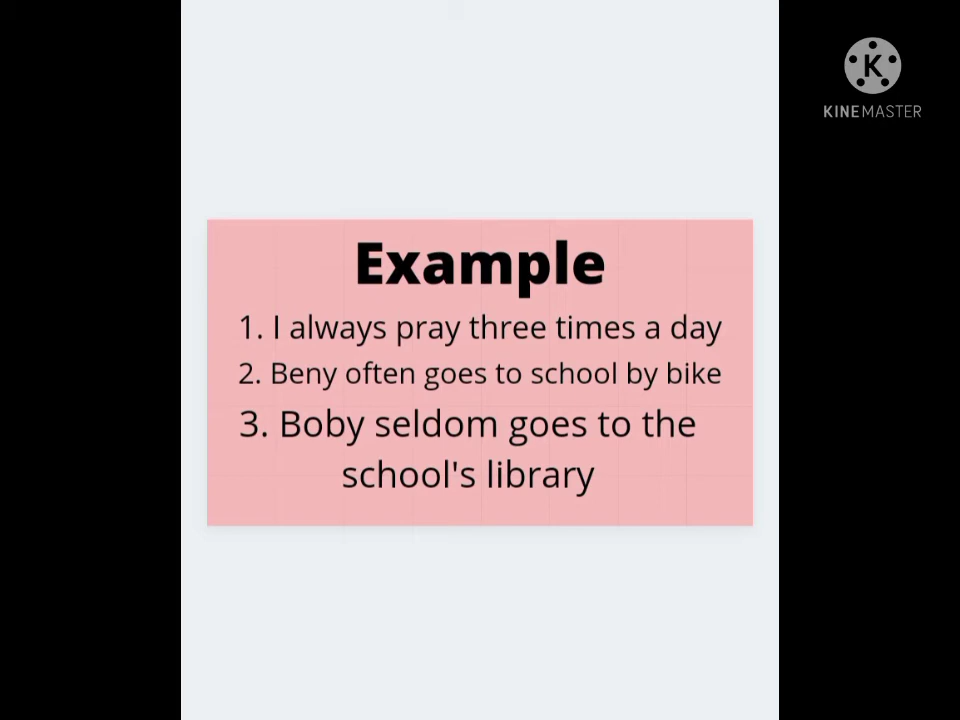 K
KINEMASTER
Example
1. I always pray three times a day
2. Beny often goes to school by bike
3. Boby seldom goes to the
school's library